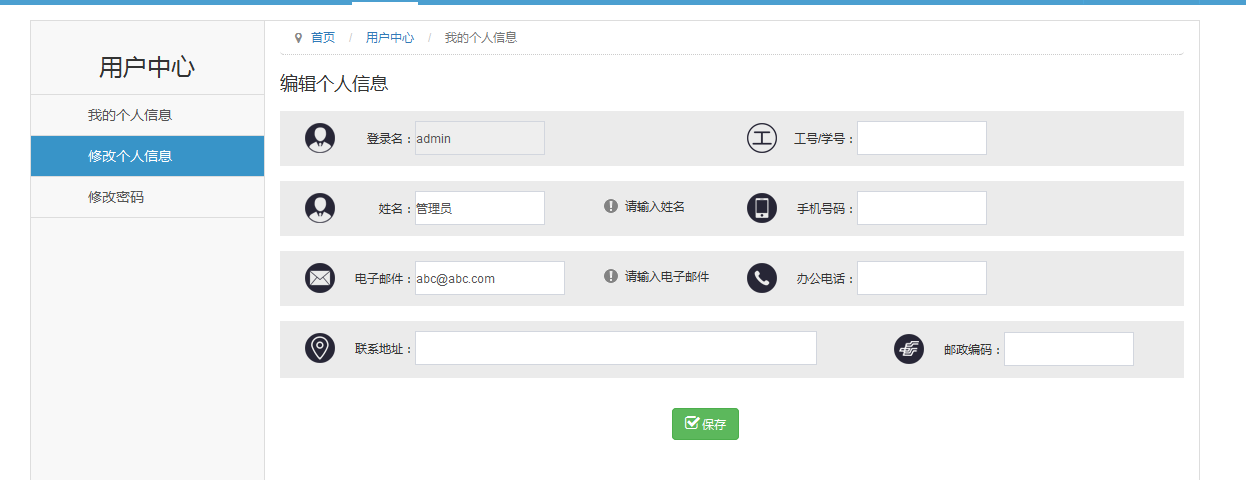 首页 / 用户中心 / 我的个人信息
用户中心
我的个人信息
修改个人信息
修改密码
编辑个人信息
登录名：admin 工号/学号：
姓名：管理员 请输入姓名 手机号码：
电子邮件：abc@abc.com 请输入电子邮件 办公电话：
联系地址： 邮政编码：
保存